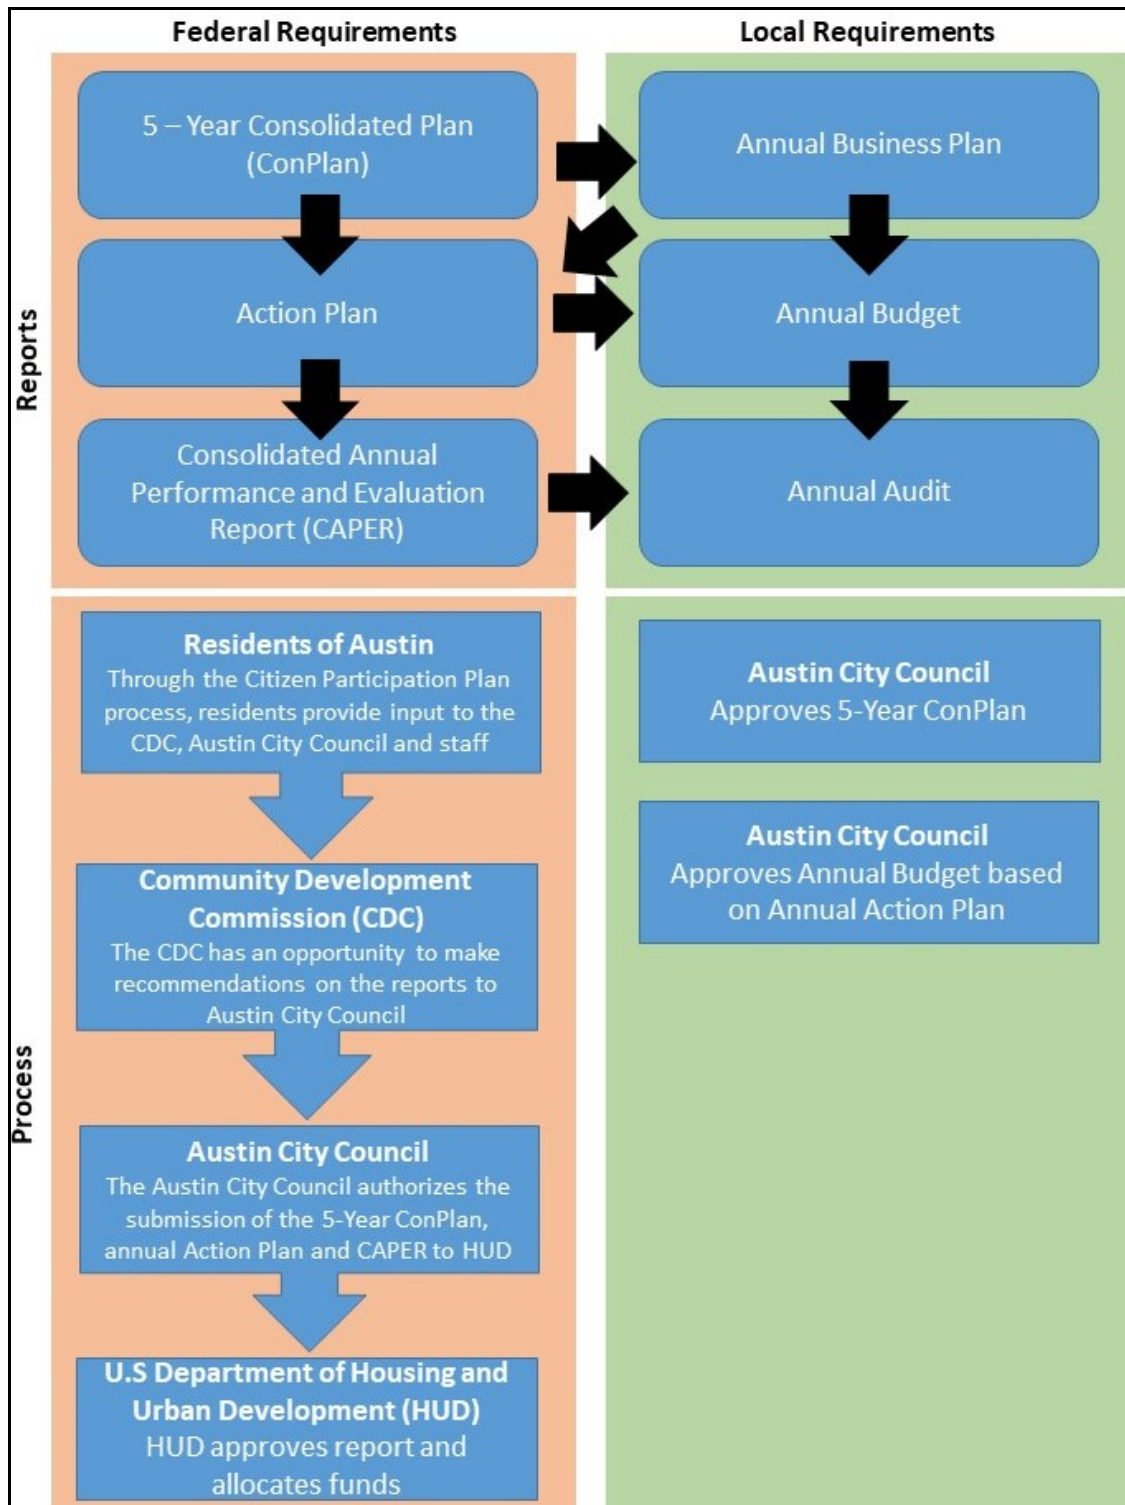 Federal Requirements
Local Requirements
Reports
5 – Year Consolidated Plan
(ConPlan)
Annual Business Plan
Action Plan
Annual Budget
Consolidated Annual
Performance and Evaluation
Report (CAPER)
Annual Audit
Process
Residents of Austin
Through the Citizen Participation Plan
process, residents provide input to the
CDC, Austin City Council and staff
Community Development
Commission (CDC)
The CDC has an opportunity to make
recommendations on the reports to
Austin City Council
Austin City Council
The Austin City Council authorizes the
submission of the 5-Year ConPlan,
annual Action Plan and CAPER to HUD
U.S Department of Housing and
Urban Development (HUD)
HUD approves report and
allocates funds
Austin City Council
Approves 5-Year ConPlan
Austin City Council
Approves Annual Budget based
on Annual Action Plan